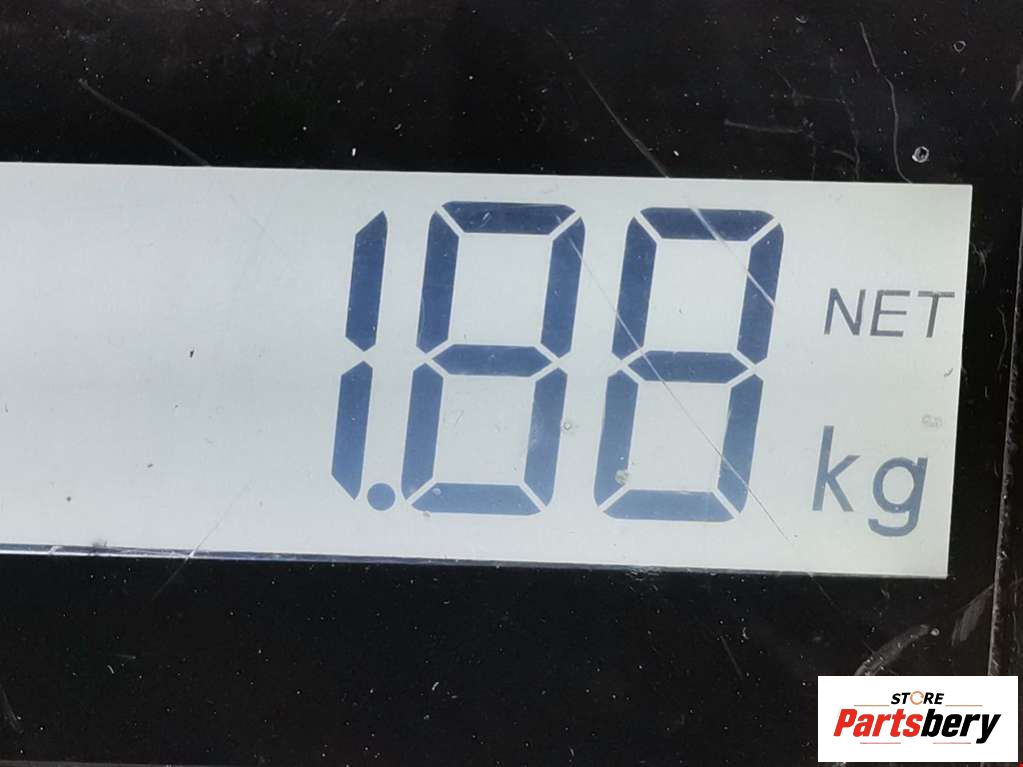 1.88
NET
kg
STORE
Partsbery